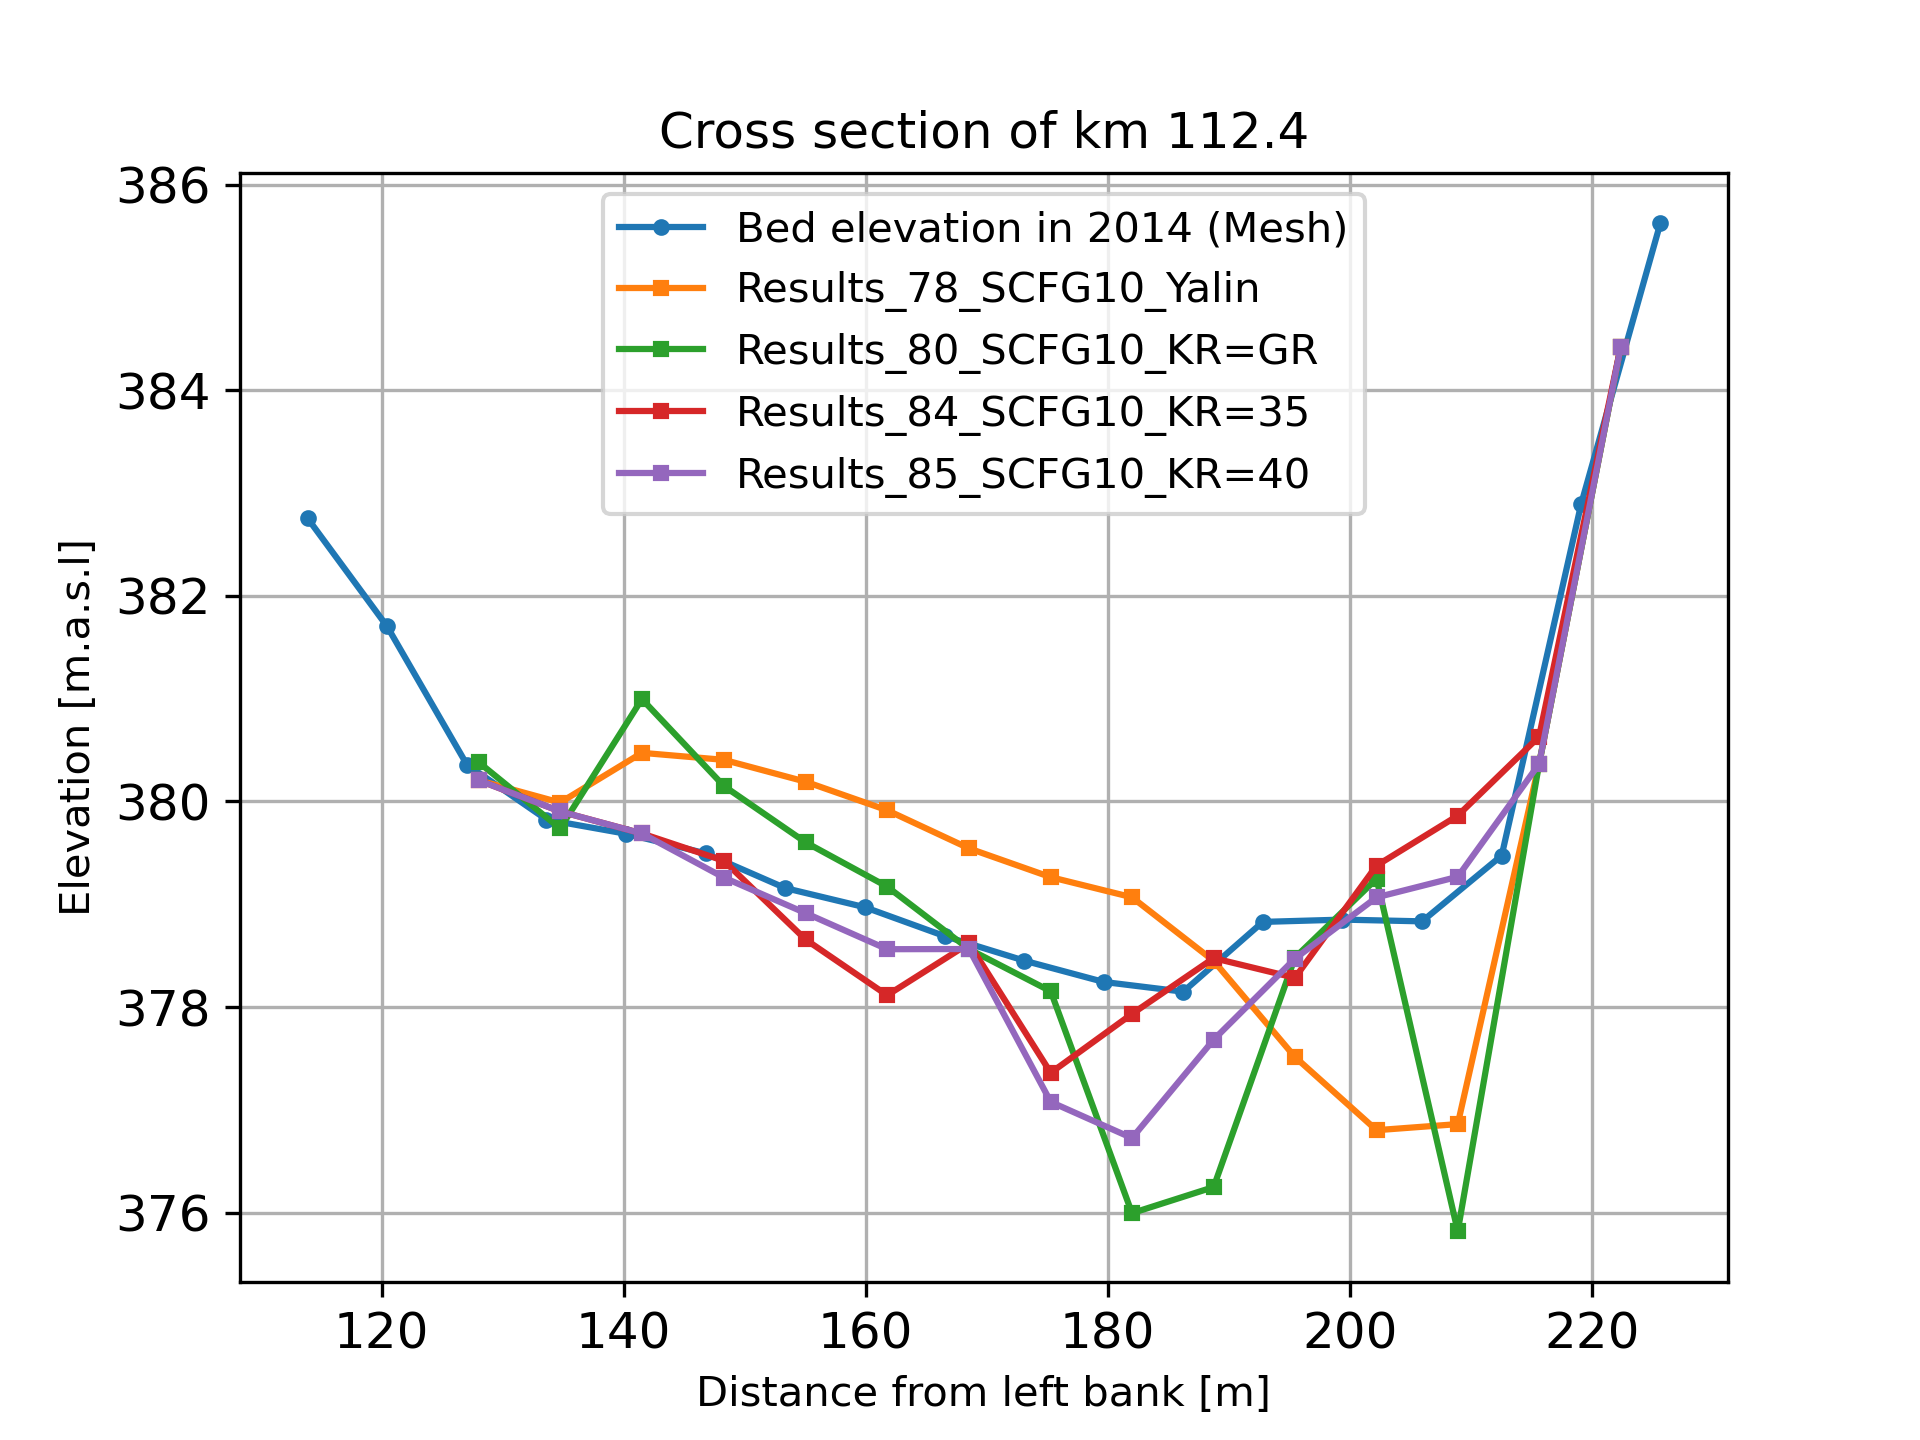 Cross section of km 112.4
386
384
382
380
378
376
Elevation [m.a.s.l]
Bed elevation in 2014 (Mesh)
Results_78_SCFG10_Yalin
Results_80_SCFG10_KR=GR
Results_84_SCFG10_KR=35
Results_85_SCFG10_KR=40
120 140 160 180 200 220
Distance from left bank [m]